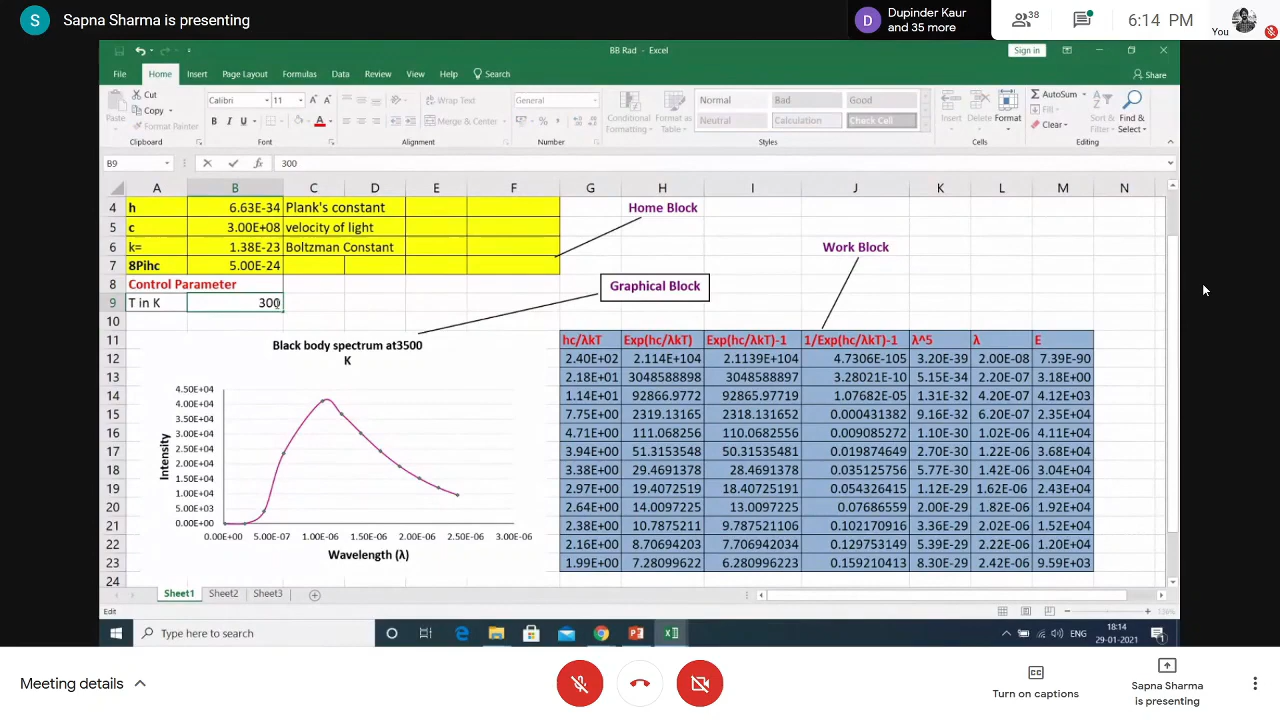 S Sapna Sharma is presenting
D Dupinder Kaur and 35 more
38
6:14 PM
You
BB Rad - Excel
Sign in
File Home Insert Page Layout Formulas Data Review View Help Search
Share
Paste
Cut
Copy
Format Painter
Clipboard
Calibri 11
B I U
Font
Wrap Text
Merge & Center
Alignment
General
Number
Conditional Formatting
Format as Table
Normal Bad Good
Neutral Calculation Check Cell
Styles
Insert Delete Format
Cells
AutoSum
Fill
Clear
Sort & Filter
Find & Select
Editing
B9 fx 300
A B C D E F G H I J K L M N
4 h 6.63E-34 Plank's constant
Home Block
5 c 3.00E+08 velocity of light
6 k= 1.38E-23 Boltzman Constant
Work Block
7 8Pihc 5.00E-24
8 Control Parameter
Graphical Block
9 T in K 300
10
11 hc/λkT Exp(hc/λkT) Exp(hc/λkT)-1 1/Exp(hc/λkT)-1 λ^5 λ E
12 2.40E+02 2.114E+104 2.1139E+104 4.7306E-105 3.20E-39 2.00E-08 7.39E-90
13 2.18E+01 3048588898 3048588897 3.28021E-10 5.15E-34 2.20E-07 3.18E+00
14 1.14E+01 92866.9772 92865.97719 1.07682E-05 1.31E-32 4.20E-07 4.12E+03
15 7.75E+00 2319.13165 2318.131652 0.000431382 9.16E-32 6.20E-07 2.35E+04
16 4.71E+00 111.068256 110.0682556 0.009085272 1.10E-30 1.02E-06 4.11E+04
17 3.94E+00 51.3153548 50.31535481 0.019874649 2.70E-30 1.22E-06 3.68E+04
18 3.38E+00 29.4691378 28.4691378 0.035125756 5.77E-30 1.42E-06 3.04E+04
19 2.97E+00 19.4072519 18.40725191 0.054326415 1.12E-29 1.62E-06 2.43E+04
20 2.64E+00 14.0097225 13.0097225 0.07686559 2.00E-29 1.82E-06 1.92E+04
21 2.38E+00 10.7875211 9.787521106 0.102170916 3.36E-29 2.02E-06 1.52E+04
22 2.16E+00 8.70694203 7.706942034 0.129753149 5.39E-29 2.22E-06 1.20E+04
23 1.99E+00 7.28099622 6.280996223 0.159210413 8.30E-29 2.42E-06 9.59E+03
24
Black body spectrum at3500
K
4.50E+04
4.00E+04
3.50E+04
3.00E+04
2.50E+04
2.00E+04
1.50E+04
1.00E+04
5.00E+03
0.00E+00
Intensity
0.00E+00 5.00E-07 1.00E-06 1.50E-06 2.00E-06 2.50E-06 3.00E-06
Wavelength (λ)
Sheet1 Sheet2 Sheet3
Edit
136%
Type here to search
ENG
18:14
29-01-2021
1
Meeting details
Turn on captions
Sapna Sharma
is presenting